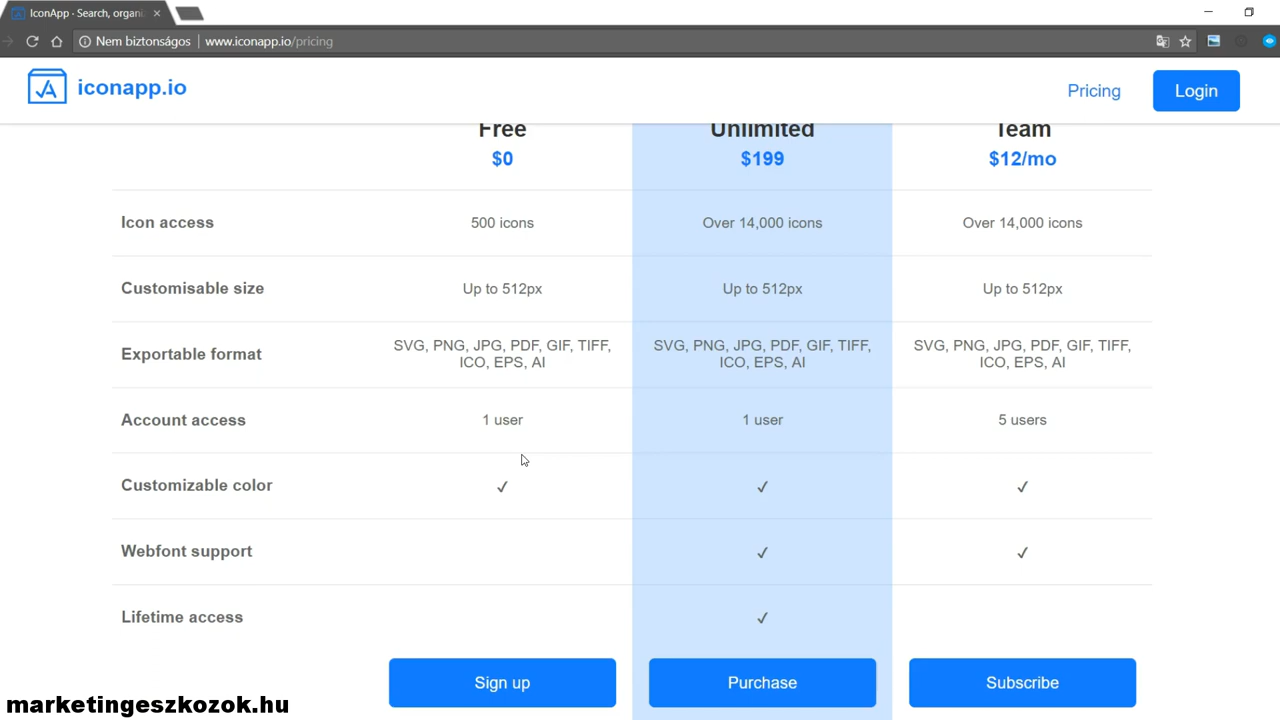 IconApp - Search, organi
Nem biztonságos | www.iconapp.io/pricing
iconapp.io
Pricing
Login
Free
Unlimited
Team
$0
$199
$12/mo
Icon access
500 icons
Over 14,000 icons
Over 14,000 icons
Customisable size
Up to 512px
Up to 512px
Up to 512px
Exportable format
SVG, PNG, JPG, PDF, GIF, TIFF,
ICO, EPS, AI
SVG, PNG, JPG, PDF, GIF, TIFF,
ICO, EPS, AI
SVG, PNG, JPG, PDF, GIF, TIFF,
ICO, EPS, AI
Account access
1 user
1 user
5 users
Customizable color
✓
✓
✓
Webfont support
✓
✓
Lifetime access
✓
Sign up
Purchase
Subscribe
marketingeszkozok.hu